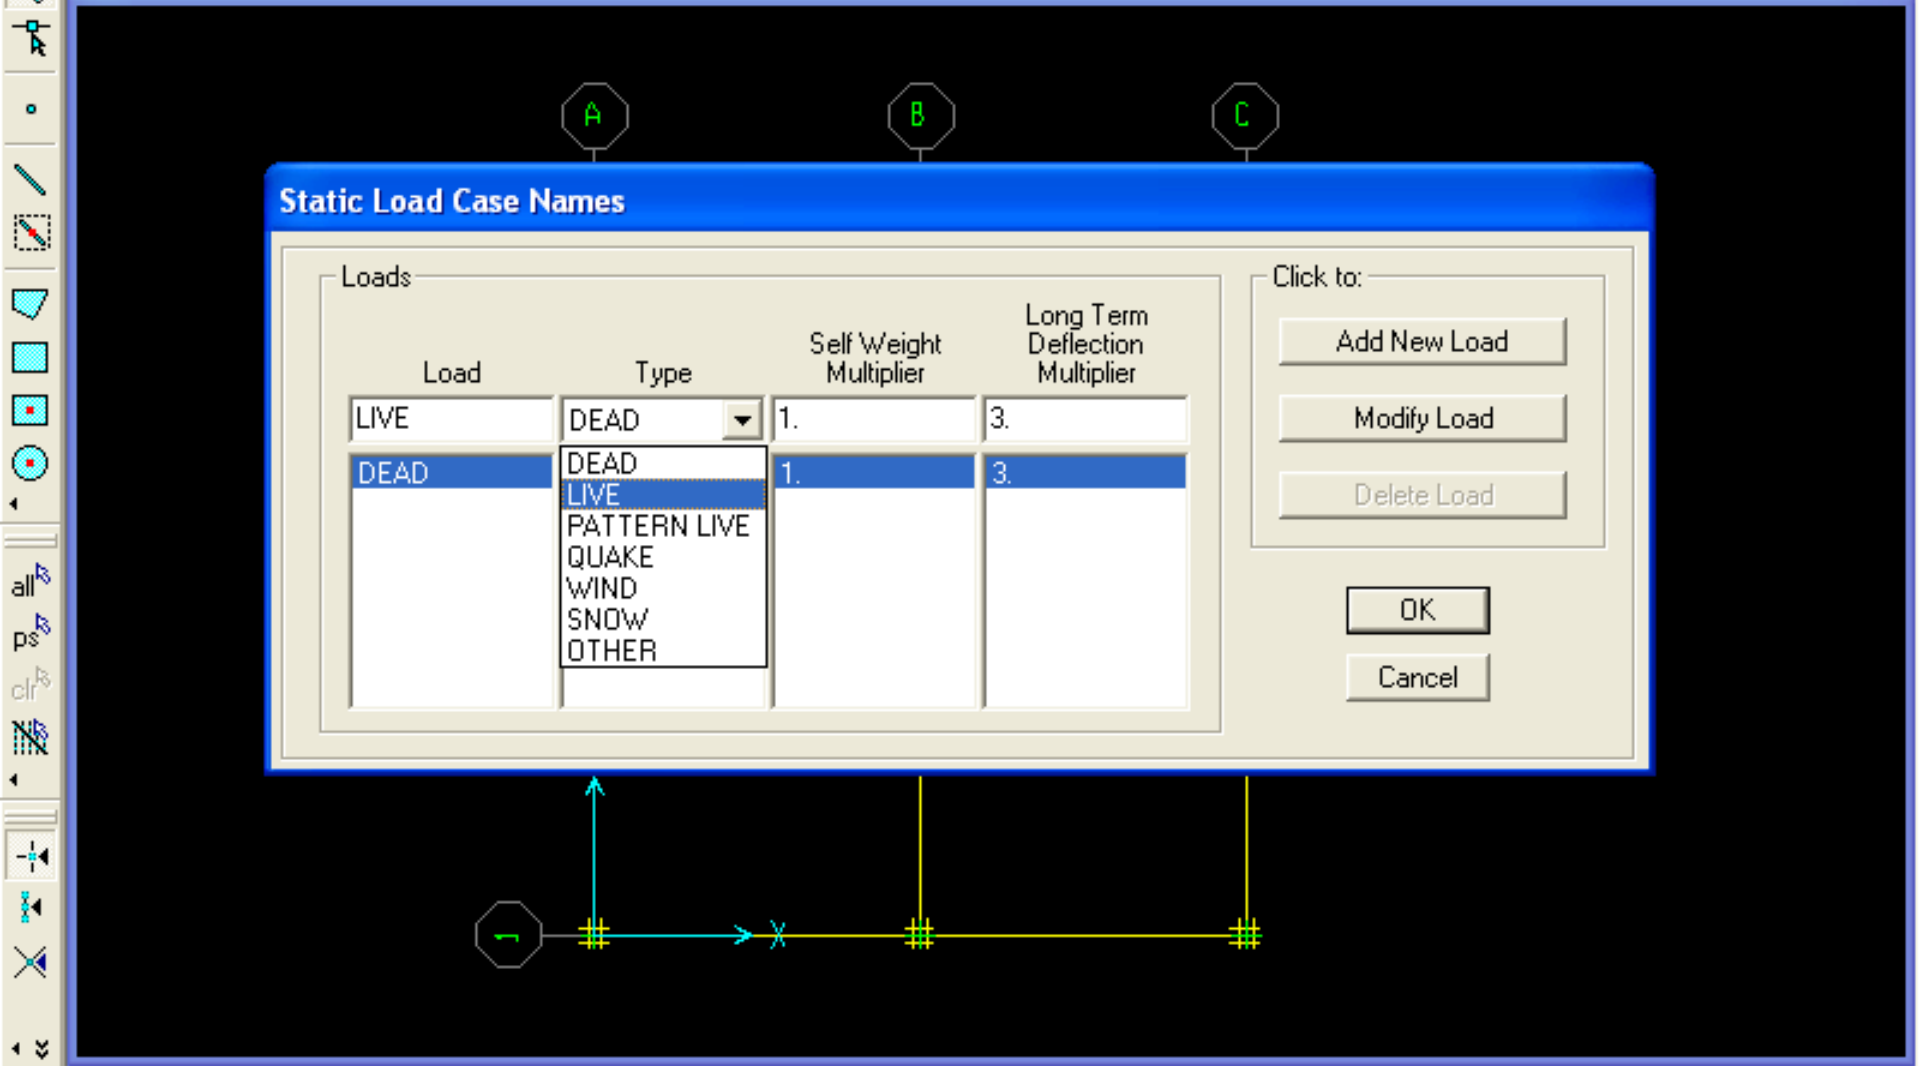 A
B
C
Static Load Case Names
Loads
Click to:
Load
Type
Self Weight
Multiplier
Long Term
Deflection
Multiplier
LIVE
DEAD
1.
3.
DEAD
1.
3.
DEAD
LIVE
PATTERN LIVE
QUAKE
WIND
SNOW
OTHER
Add New Load
Modify Load
Delete Load
OK
Cancel
all
ps
clr
1
X